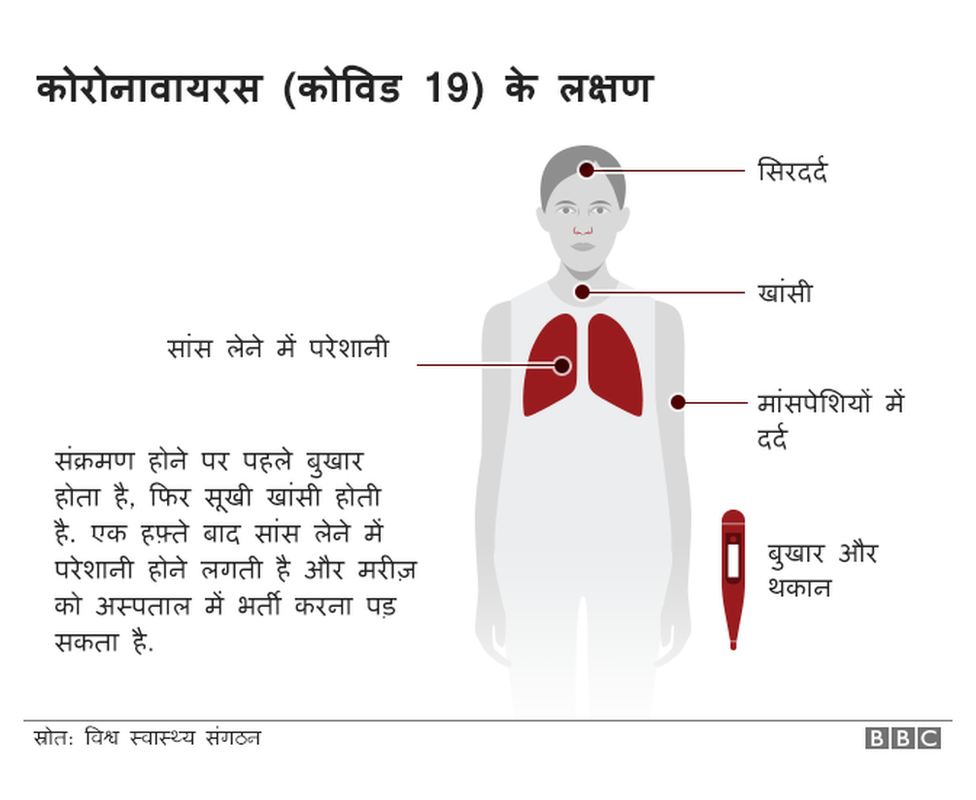 कोरोनावायरस (कोविड 19) के लक्षण
सिरदर्द
खांसी
सांस लेने में परेशानी
मांसपेशियों में
दर्द
संक्रमण होने पर पहले बुखार
होता है, फिर सूखी खांसी होती
है. एक हफ़्ते बाद सांस लेने में
परेशानी होने लगती है और मरीज़
को अस्पताल में भर्ती करना पड़
सकता है.
बुखार और
थकान
स्रोत: विश्व स्वास्थ्य संगठन
BBC